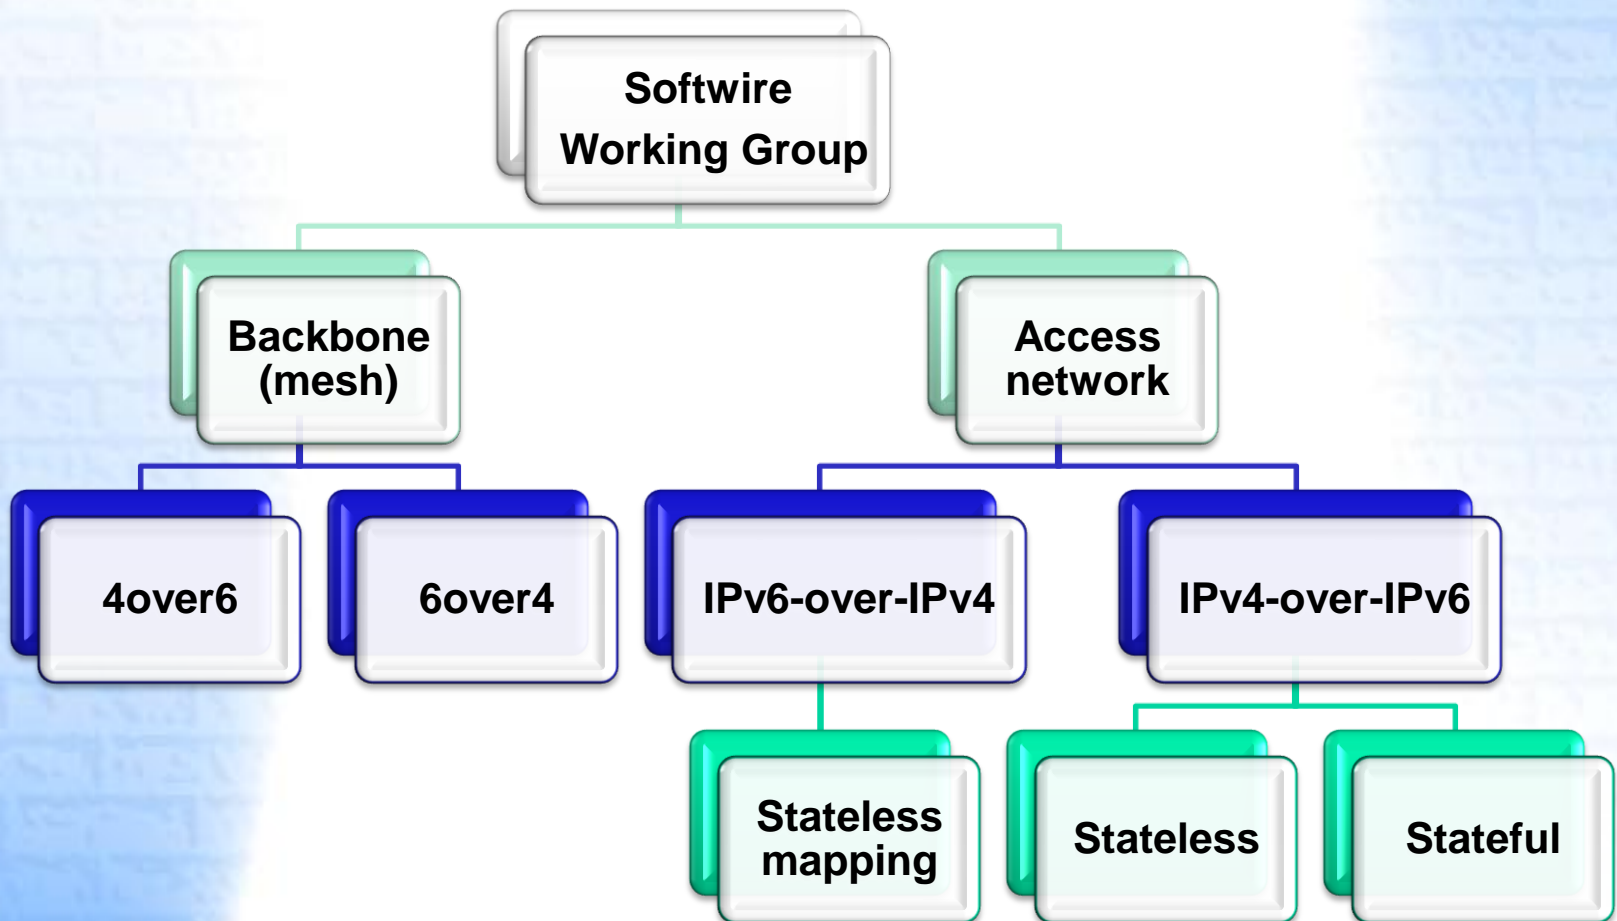 Softwire
Working Group
Backbone
(mesh)
Access
network
4over6
6over4
IPv6-over-IPv4
IPv4-over-IPv6
Stateless
mapping
Stateless
Stateful